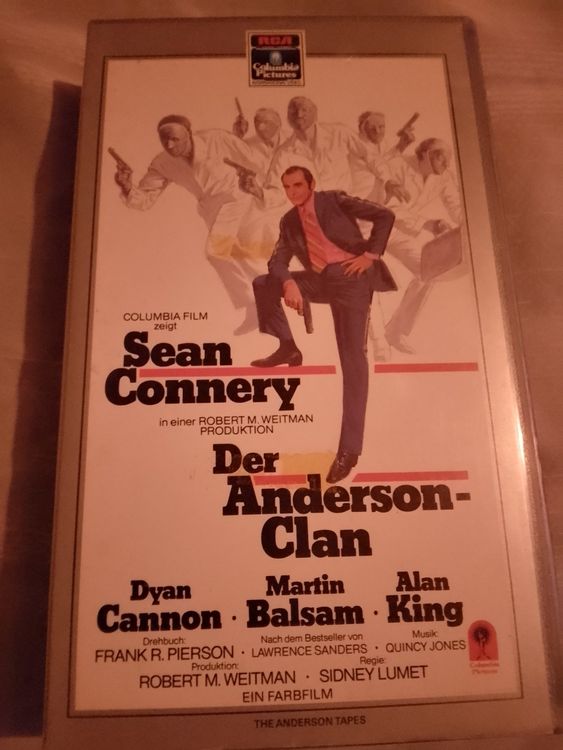 RCA
Columbia
Pictures
COLUMBIA FILM
zeigt
Sean
Connery
in einer ROBERT M. WEITMAN
PRODUKTION
Der
Anderson-
Clan
Dyan Martin Alan
Cannon · Balsam · King
Drehbuch: Nach dem Bestseller von Musik:
FRANK R. PIERSON · LAWRENCE SANDERS · QUINCY JONES
Produktion: Regie:
ROBERT M. WEITMAN · SIDNEY LUMET
EIN FARBFILM
Columbia
Pictures
THE ANDERSON TAPES